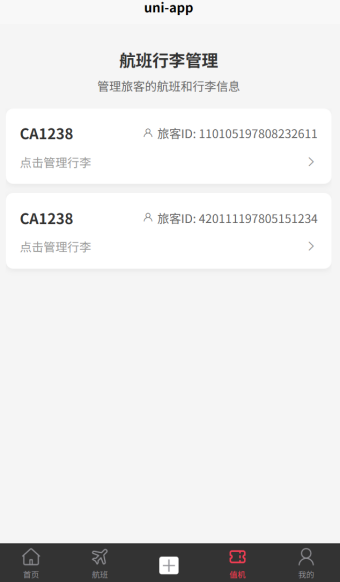 uni-app
航班行李管理
管理旅客的航班和行李信息
CA1238 旅客ID: 110105197808232611
点击管理行李
CA1238 旅客ID: 420111197805151234
点击管理行李
首页 航班 值机 我的